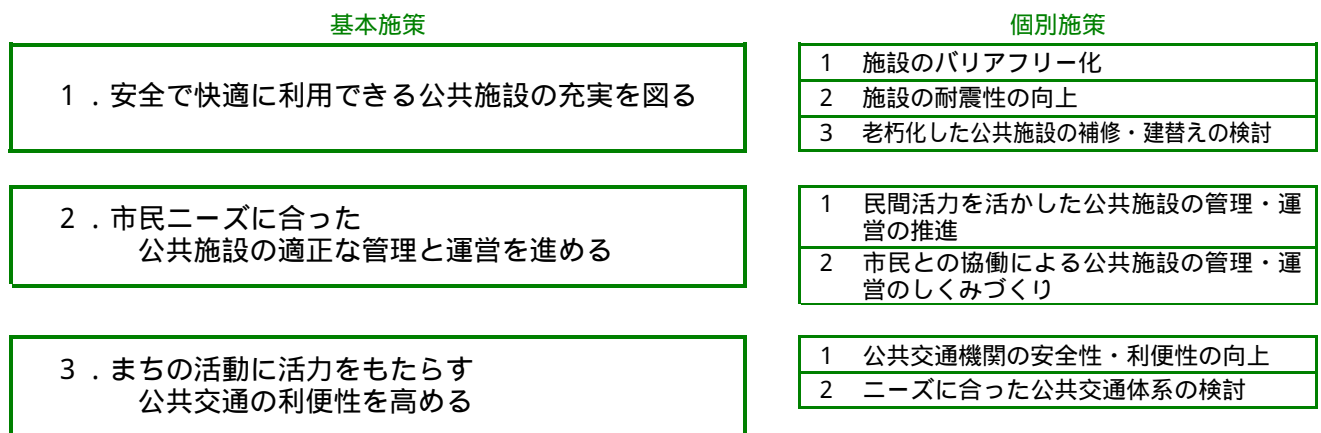 基本施策
個別施策
1．安全で快適に利用できる公共施設の充実を図る
1 施設のバリアフリー化
2 施設の耐震性の向上
3 老朽化した公共施設の補修・建替えの検討
2．市民ニーズに合った
公共施設の適正な管理と運営を進める
1 民間活力を活かした公共施設の管理・運
営の推進
2 市民との協働による公共施設の管理・運
営のしくみづくり
3．まちの活動に活力をもたらす
公共交通の利便性を高める
1 公共交通機関の安全性・利便性の向上
2 ニーズに合った公共交通体系の検討